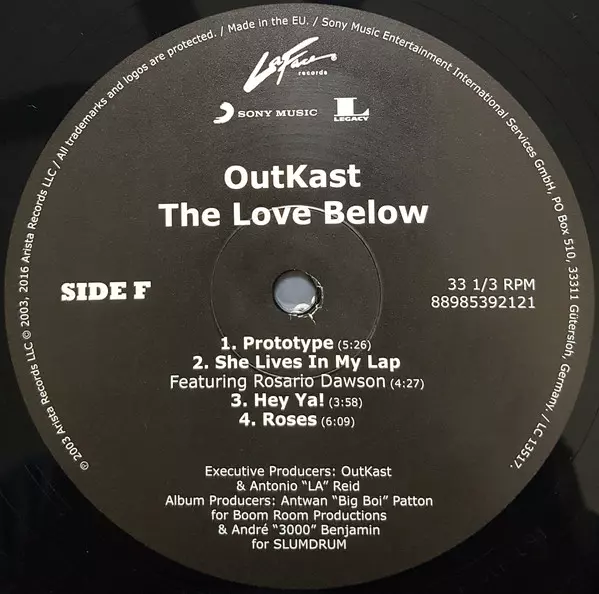 LaFace
records
SONY MUSIC
L
LEGACY
OutKast
The Love Below
SIDE F
33 1/3 RPM
88985392121
1. Prototype (5:26)
2. She Lives In My Lap
Featuring Rosario Dawson (4:27)
3. Hey Ya! (3:58)
4. Roses (6:09)
Executive Producers: OutKast
& Antonio “LA” Reid
Album Producers: Antwan “Big Boi” Patton
for Boom Room Productions
& André “3000” Benjamin
for SLUMDRUM
℗ 2003 Arista Records LLC © 2003, 2016 Arista Records LLC / All trademarks and logos are protected. / Made in the EU. / Sony Music Entertainment International Services GmbH, PO Box 510, 33311 Gütersloh, Germany. / LC 13517.